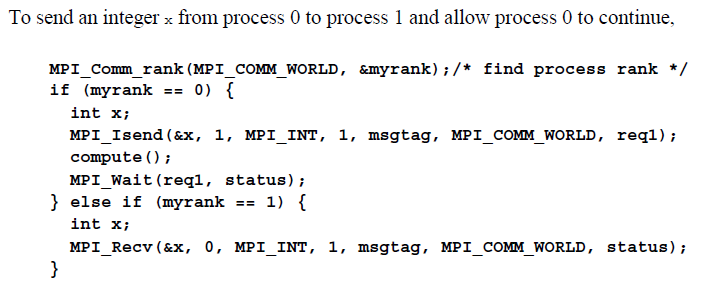 To send an integer x from process 0 to process 1 and allow process 0 to continue,
MPI_Comm_rank(MPI_COMM_WORLD, &myrank);/* find process rank */
if (myrank == 0) {
int x;
MPI_Isend(&x, 1, MPI_INT, 1, msgtag, MPI_COMM_WORLD, req1);
compute();
MPI_Wait(req1, status);
} else if (myrank == 1) {
int x;
MPI_Recv(&x, 0, MPI_INT, 1, msgtag, MPI_COMM_WORLD, status);
}